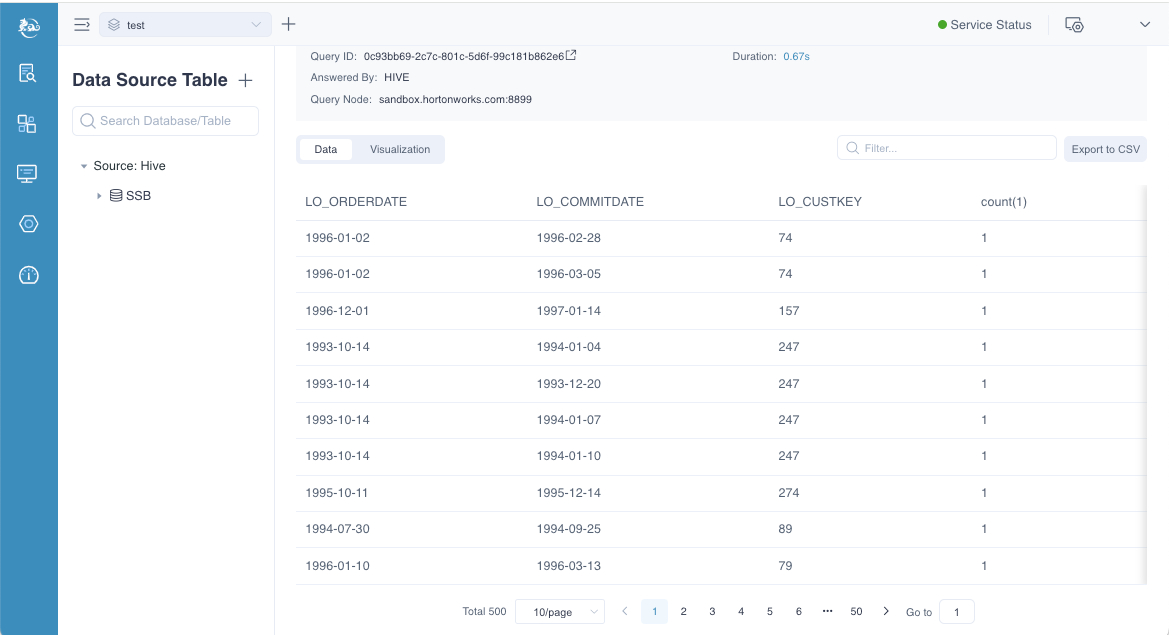 test
Service Status
Data Source Table
Search Database/Table
Source: Hive
SSB
Query ID: 0c93bb69-2c7c-801c-5d6f-99c181b862e6
Duration: 0.67s
Answered By: HIVE
Query Node: sandbox.hortonworks.com:8899
Data Visualization
Filter...
Export to CSV
LO_ORDERDATE LO_COMMITDATE LO_CUSTKEY count(1)
1996-01-02 1996-02-28 74 1
1996-01-02 1996-03-05 74 1
1996-12-01 1997-01-14 157 1
1993-10-14 1994-01-04 247 1
1993-10-14 1993-12-20 247 1
1993-10-14 1994-01-07 247 1
1993-10-14 1994-01-10 247 1
1995-10-11 1995-12-14 274 1
1994-07-30 1994-09-25 89 1
1996-01-10 1996-03-13 79 1
Total 500 10/page 1 2 3 4 5 6 ••• 50 Go to 1